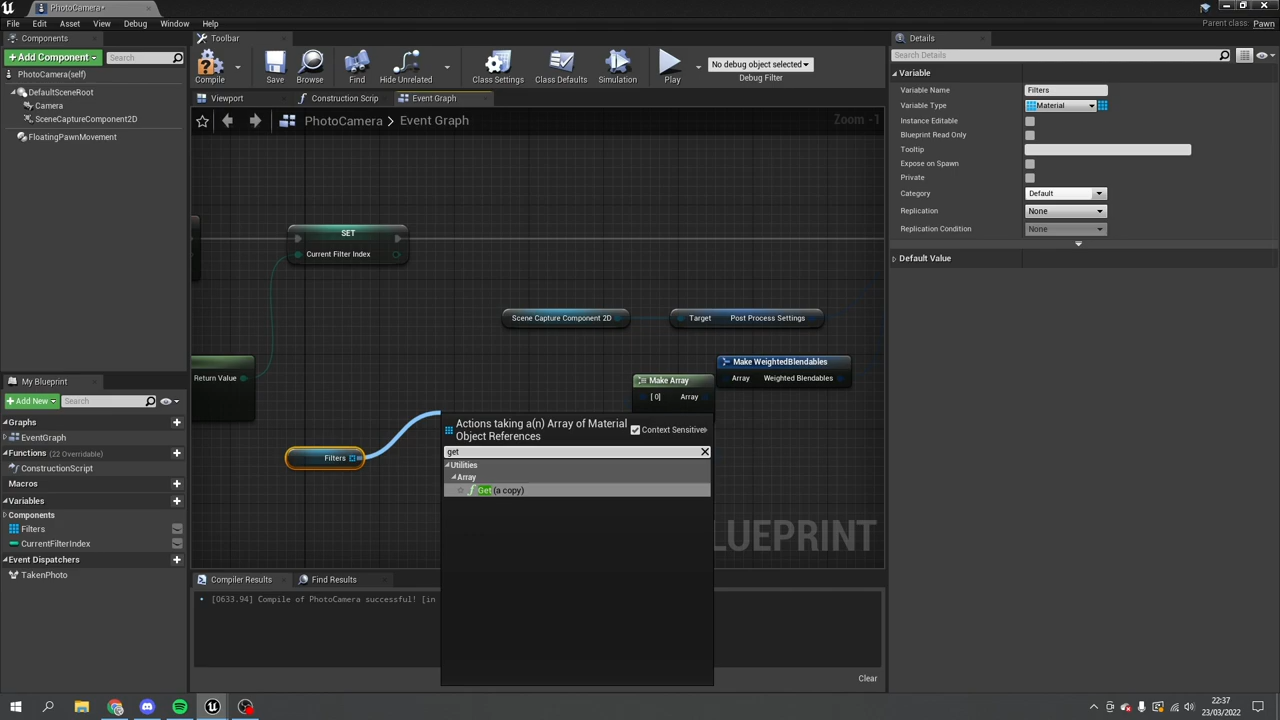 PhotoCamera*
File Edit Asset View Debug Window Help
Parent class: Pawn
Components
+Add Component
Search
PhotoCamera(self)
DefaultSceneRoot
Camera
SceneCaptureComponent2D
FloatingPawnMovement
Toolbar
Compile
Save
Browse
Find
Hide Unrelated
Class Settings
Class Defaults
Simulation
Play
No debug object selected
Debug Filter
Viewport
Construction Scrip
Event Graph
PhotoCamera
Event Graph
Zoom -1
SET
Current Filter Index
Scene Capture Component 2D
Target Post Process Settings
Return Value
Make WeightedBlendables
Array Weighted Blendables
Make Array
[ 0] Array
Filters
Actions taking a(n) Array of Material
Object References
Context Sensitive
get
Utilities
Array
Get (a copy)
LUEPRINT
My Blueprint
+Add New
Search
Graphs
EventGraph
Functions (22 Overridable)
ConstructionScript
Macros
Variables
Components
Filters
CurrentFilterIndex
Event Dispatchers
TakenPhoto
Compiler Results
Find Results
[0633.94] Compile of PhotoCamera successful! [in
Clear
Details
Search Details
Variable
Variable Name Filters
Variable Type Material
Instance Editable
Blueprint Read Only
Tooltip
Expose on Spawn
Private
Category Default
Replication None
Replication Condition None
Default Value
22:37
23/03/2022